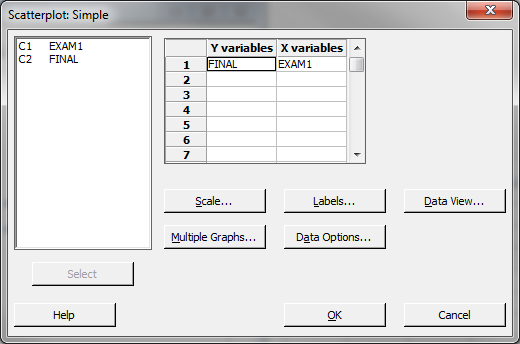 Scatterplot: Simple
C1 EXAM1
C2 FINAL
Y variables X variables
1 FINAL EXAM1
2
3
4
5
6
7
Scale... Labels... Data View...
Multiple Graphs... Data Options...
Select
Help OK Cancel